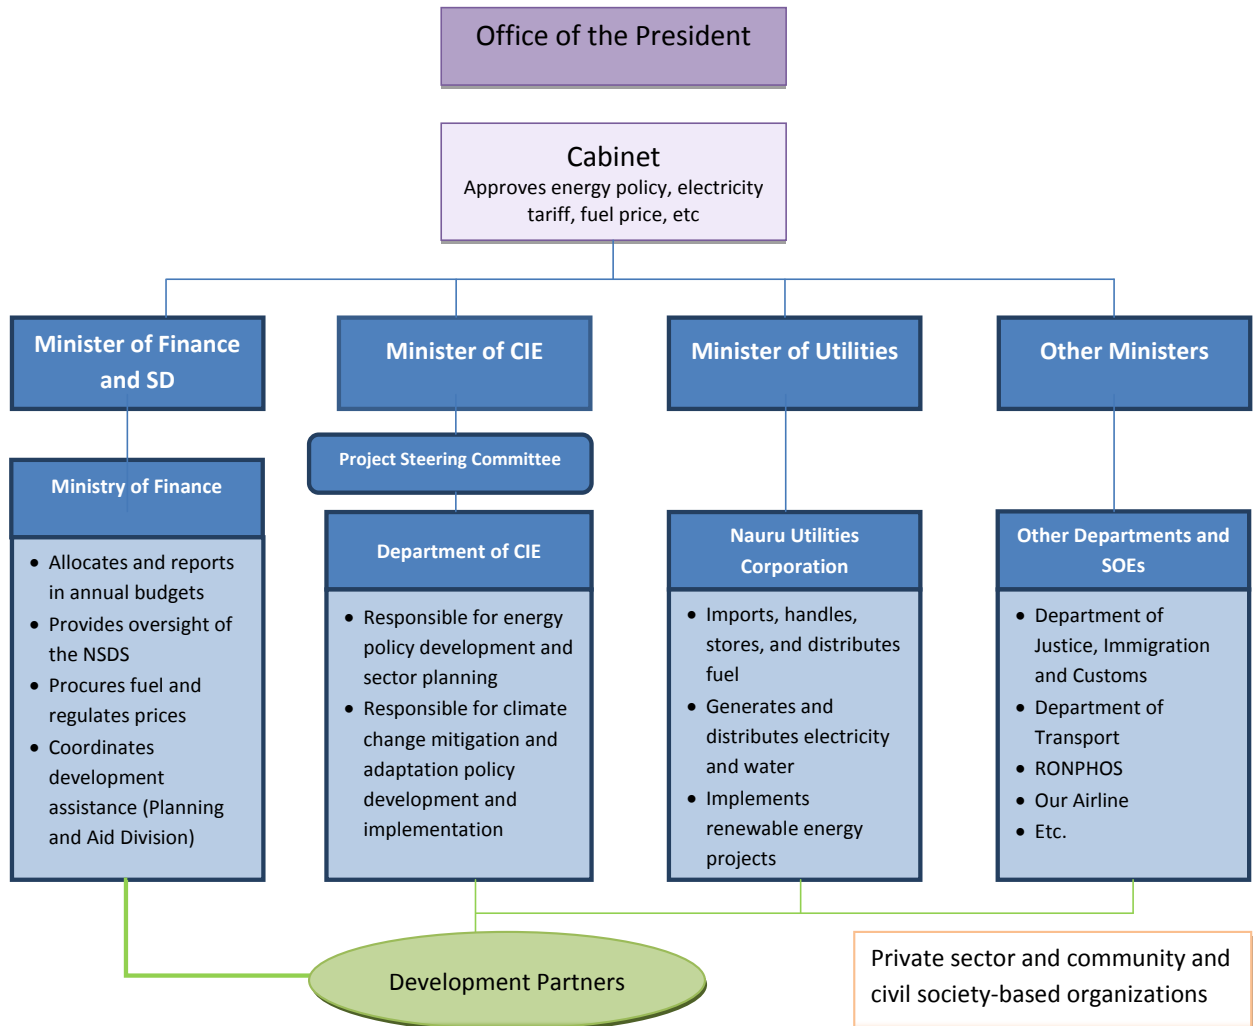 Office of the President
Cabinet
Approves energy policy, electricity
tariff, fuel price, etc
Minister of Finance
and SD
Minister of CIE
Minister of Utilities
Other Ministers
Project Steering Committee
Ministry of Finance
• Allocates and reports
in annual budgets
• Provides oversight of
the NSDS
• Procures fuel and
regulates prices
• Coordinates
development
assistance (Planning
and Aid Division)
Department of CIE
• Responsible for energy
policy development and
sector planning
• Responsible for climate
change mitigation and
adaptation policy
development and
implementation
Nauru Utilities
Corporation
• Imports, handles,
stores, and distributes
fuel
• Generates and
distributes electricity
and water
• Implements
renewable energy
projects
Other Departments and
SOEs
• Department of
Justice, Immigration
and Customs
• Department of
Transport
• RONPHOS
• Our Airline
• Etc.
Development Partners
Private sector and community and
civil society-based organizations